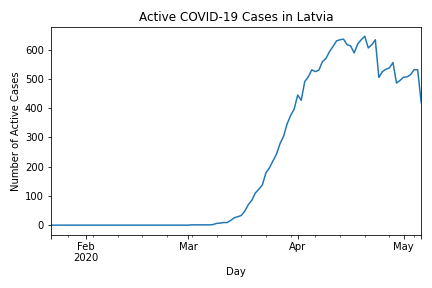 Active COVID-19 Cases in Latvia
Number of Active Cases
600
500
400
300
200
100
0
Feb
2020
Mar
Apr
May
Day